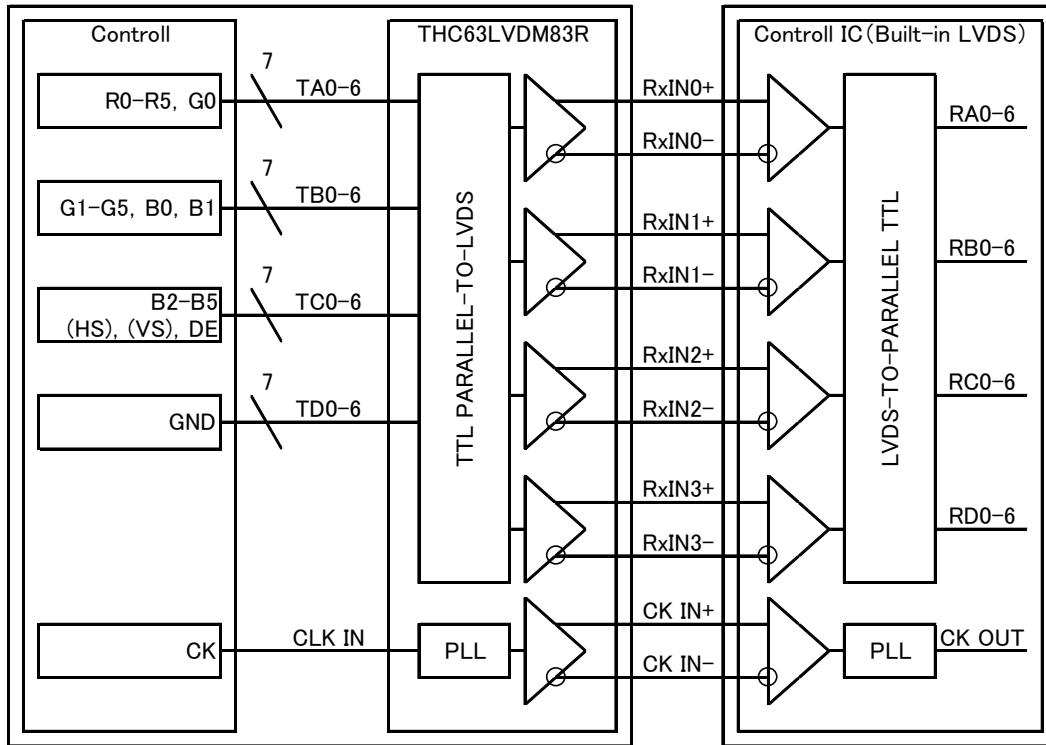 Controll
THC63LVDM83R
Controll IC(Built-in LVDS)
R0-R5, G0
7
TA0-6
RxIN0+
RxIN0-
RA0-6
G1-G5, B0, B1
7
TB0-6
RxIN1+
RxIN1-
RB0-6
B2-B5
(HS), (VS), DE
7
TC0-6
RxIN2+
RxIN2-
RC0-6
GND
7
TD0-6
RxIN3+
RxIN3-
RD0-6
TTL PARALLEL-TO-LVDS
LVDS-TO-PARALLEL TTL
CK
CLK IN
PLL
CK IN+
CK IN-
PLL
CK OUT